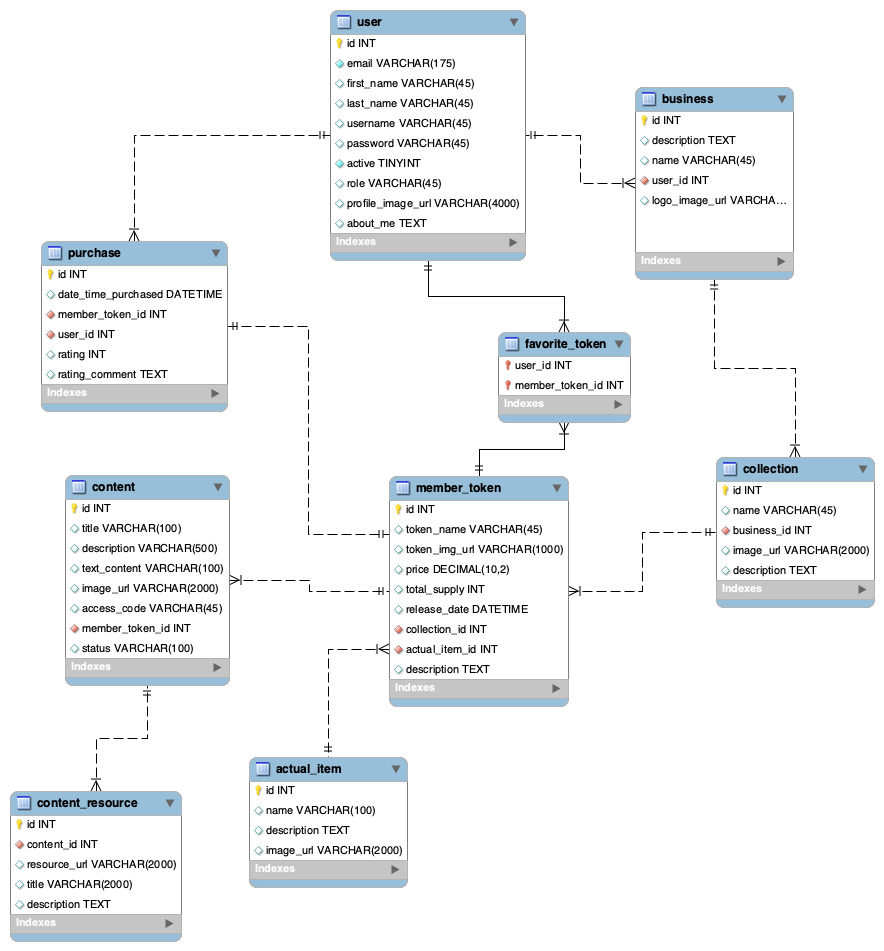 user
id INT
email VARCHAR(175)
first_name VARCHAR(45)
last_name VARCHAR(45)
username VARCHAR(45)
password VARCHAR(45)
active TINYINT
role VARCHAR(45)
profile_image_url VARCHAR(4000)
about_me TEXT
Indexes
business
id INT
description TEXT
name VARCHAR(45)
user_id INT
logo_image_url VARCHA...
Indexes
purchase
id INT
date_time_purchased DATETIME
member_token_id INT
user_id INT
rating INT
rating_comment TEXT
Indexes
favorite_token
user_id INT
member_token_id INT
Indexes
content
id INT
title VARCHAR(100)
description VARCHAR(500)
text_content VARCHAR(100)
image_url VARCHAR(2000)
access_code VARCHAR(45)
member_token_id INT
status VARCHAR(100)
Indexes
member_token
id INT
token_name VARCHAR(45)
token_img_url VARCHAR(1000)
price DECIMAL(10,2)
total_supply INT
release_date DATETIME
collection_id INT
actual_item_id INT
description TEXT
Indexes
collection
id INT
name VARCHAR(45)
business_id INT
image_url VARCHAR(2000)
description TEXT
Indexes
content_resource
id INT
content_id INT
resource_url VARCHAR(2000)
title VARCHAR(2000)
description TEXT
Indexes
actual_item
id INT
name VARCHAR(100)
description TEXT
image_url VARCHAR(2000)
Indexes